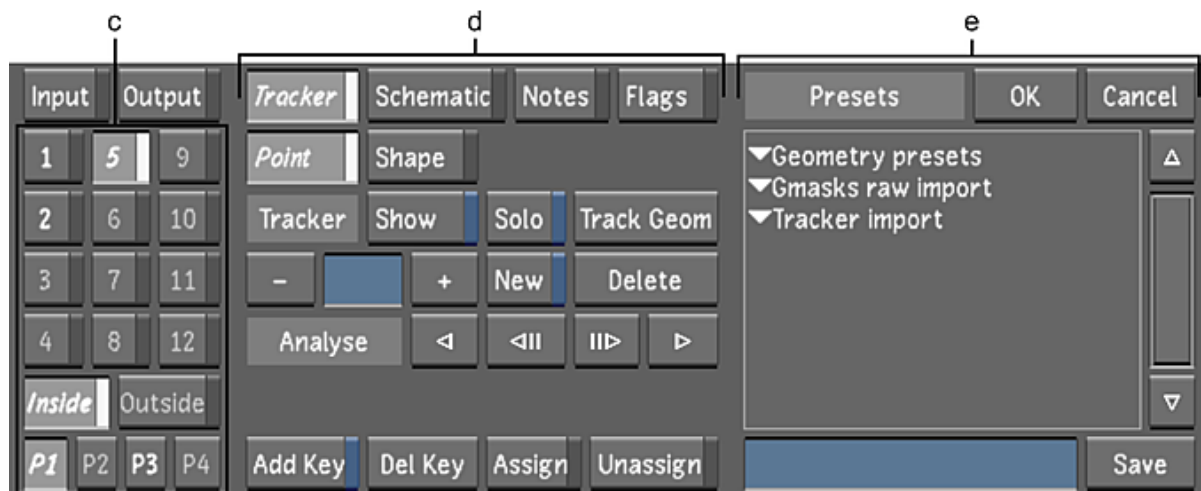 c d e
Input Output Tracker Schematic Notes Flags Presets OK Cancel
1 5 9 Point Shape Geometry presets
Gmasks raw import
2 6 10 Tracker Show Solo Track Geom Tracker import
3 7 11 - + New Delete
4 8 12 Analyse
Inside Outside
P1 P2 P3 P4 Add Key Del Key Assign Unassign Save